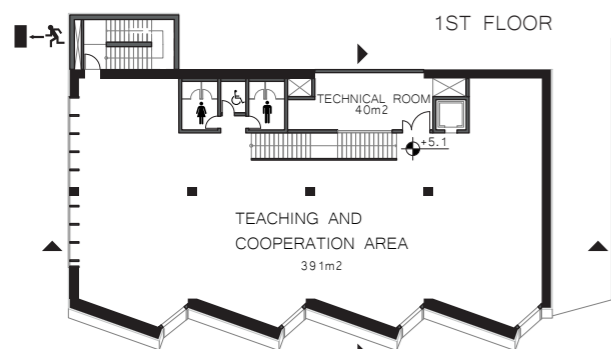 1ST FLOOR
TECHNICAL ROOM
40m2
+5.1
TEACHING AND
COOPERATION AREA
391m2